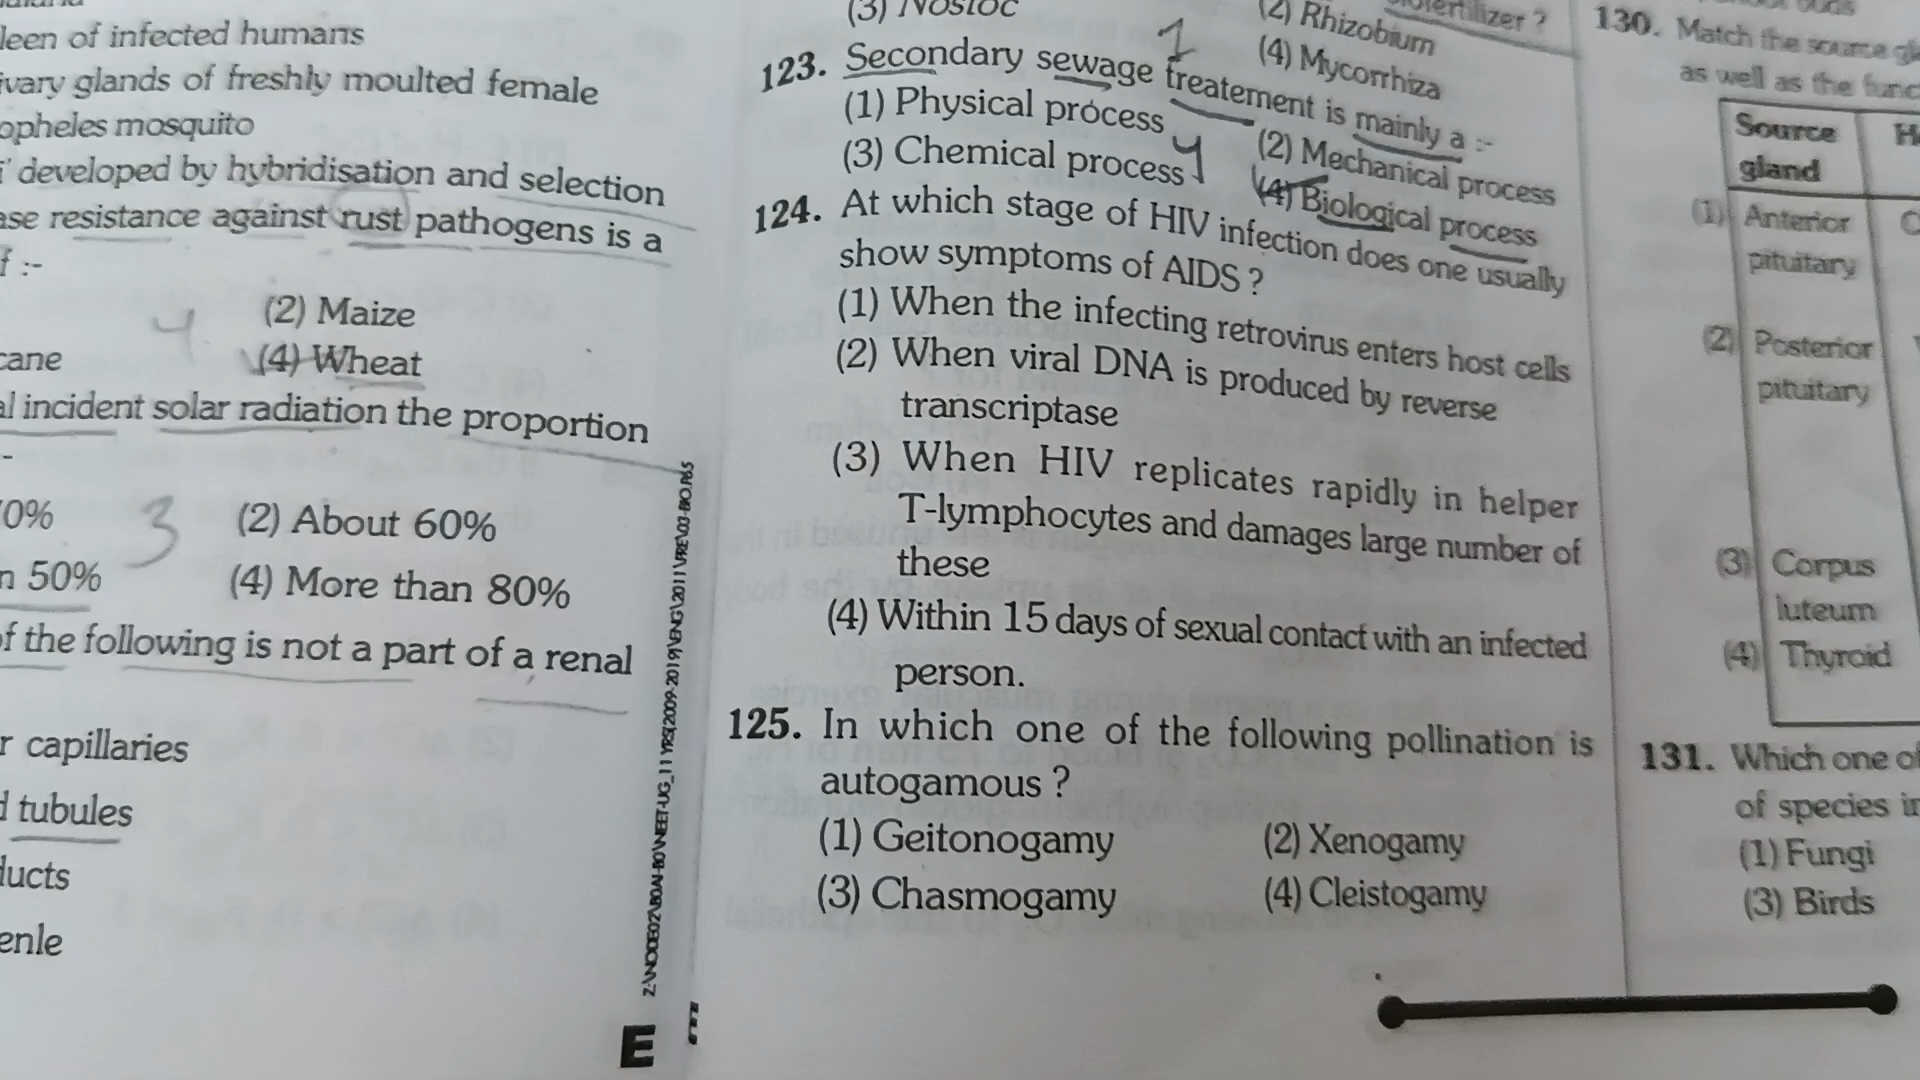 leen of infected humans
ivary glands of freshly moulted female
opheles mosquito
i' developed by hybridisation and selection
ase resistance against rust pathogens is a
f :-
(2) Maize
4
cane
(4) Wheat
al incident solar radiation the proportion
-
0%
3
(2) About 60%
n 50%
(4) More than 80%
of the following is not a part of a renal
r capillaries
d tubules
ducts
enle
E
(3) Nostoc
(2) Rhizobium
(4) Mycorrhiza
1
123. Secondary sewage treatement is mainly a :-
(1) Physical process
(2) Mechanical process
(3) Chemical process
4
(4) Biological process
124. At which stage of HIV infection does one usually
show symptoms of AIDS ?
(1) When the infecting retrovirus enters host cells
(2) When viral DNA is produced by reverse
transcriptase
(3) When HIV replicates rapidly in helper
T-lymphocytes and damages large number of
these
(4) Within 15 days of sexual contact with an infected
person.
125. In which one of the following pollination is
autogamous ?
(1) Geitonogamy
(2) Xenogamy
(3) Chasmogamy
(4) Cleistogamy
130. Match the source
as well as the func
Source
gland
(1) Anterior
pituitary
(2) Posterior
pituitary
(3) Corpus
luteum
(4) Thyroid
131. Which one of
of species in
(1) Fungi
(3) Birds